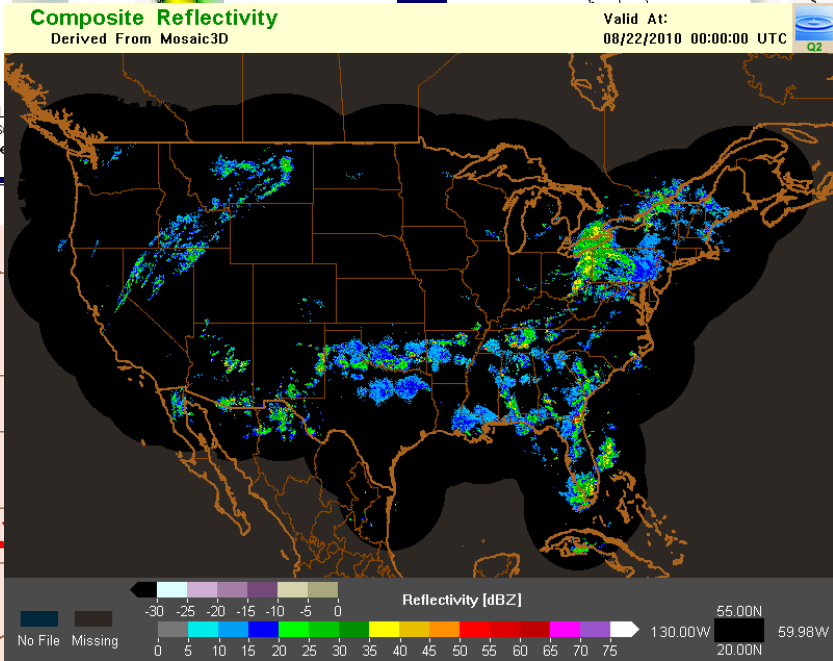 Composite Reflectivity
Derived From Mosaic3D
Valid At:
08/22/2010 00:00:00 UTC
Q2
Reflectivity [dBZ]
-30 -25 -20 -15 -10 -5 0
No File Missing
0 5 10 15 20 25 30 35 40 45 50 55 60 65 70 75
55.00N
130.00W 59.98W
20.00N